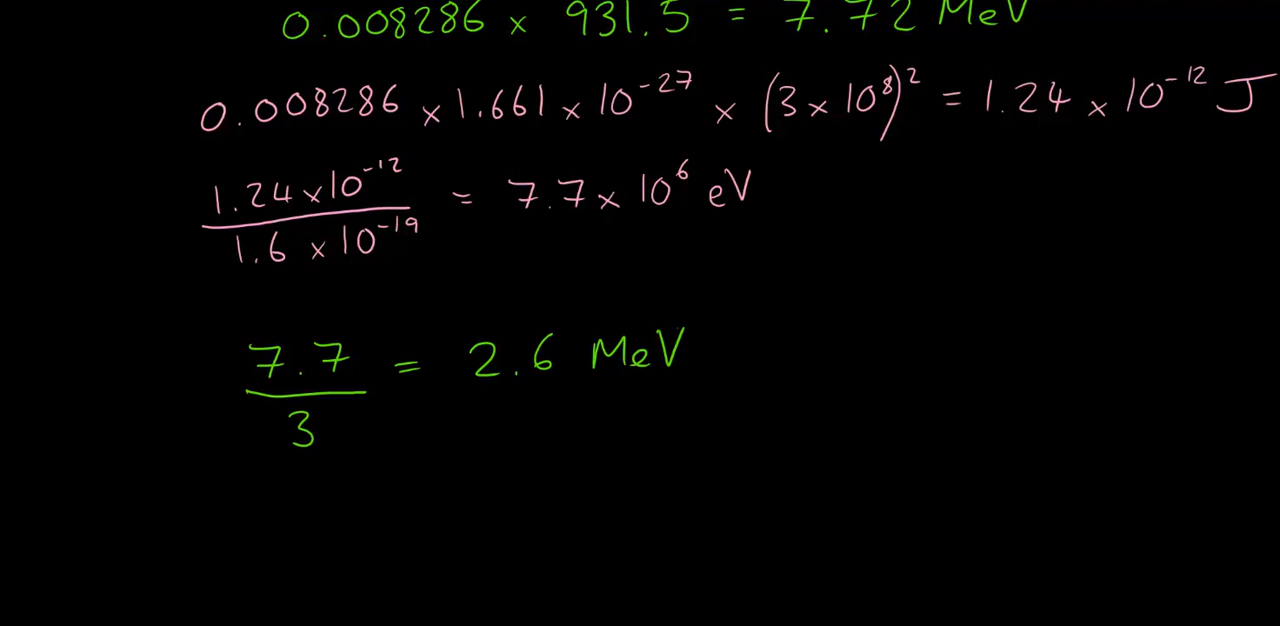 0.008286 × 931.5 = 7.72 MeV
0.008286 × 1.661 × 10⁻²⁷ × (3 × 10⁸)² = 1.24 × 10⁻¹² J
1.24 × 10⁻¹²
1.6 × 10⁻¹⁹
= 7.7 × 10⁶ eV
7.7
3
= 2.6 MeV